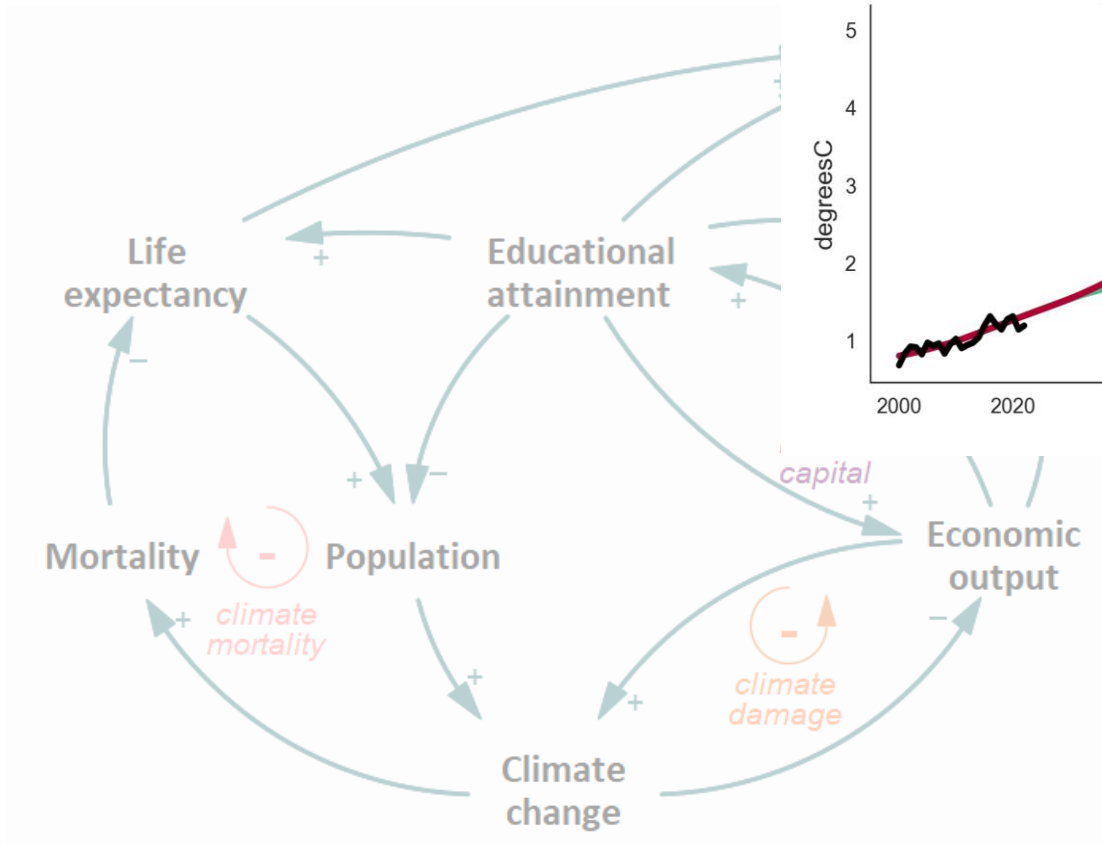 5
+
4
degreesC
3
Life
expectancy
+
Educational
attainment
+
2
–
1
2000
2020
+
–
capital
+
Mortality
-
Population
Economic
output
+
climate
mortality
-
–
+
+
climate
damage
Climate
change